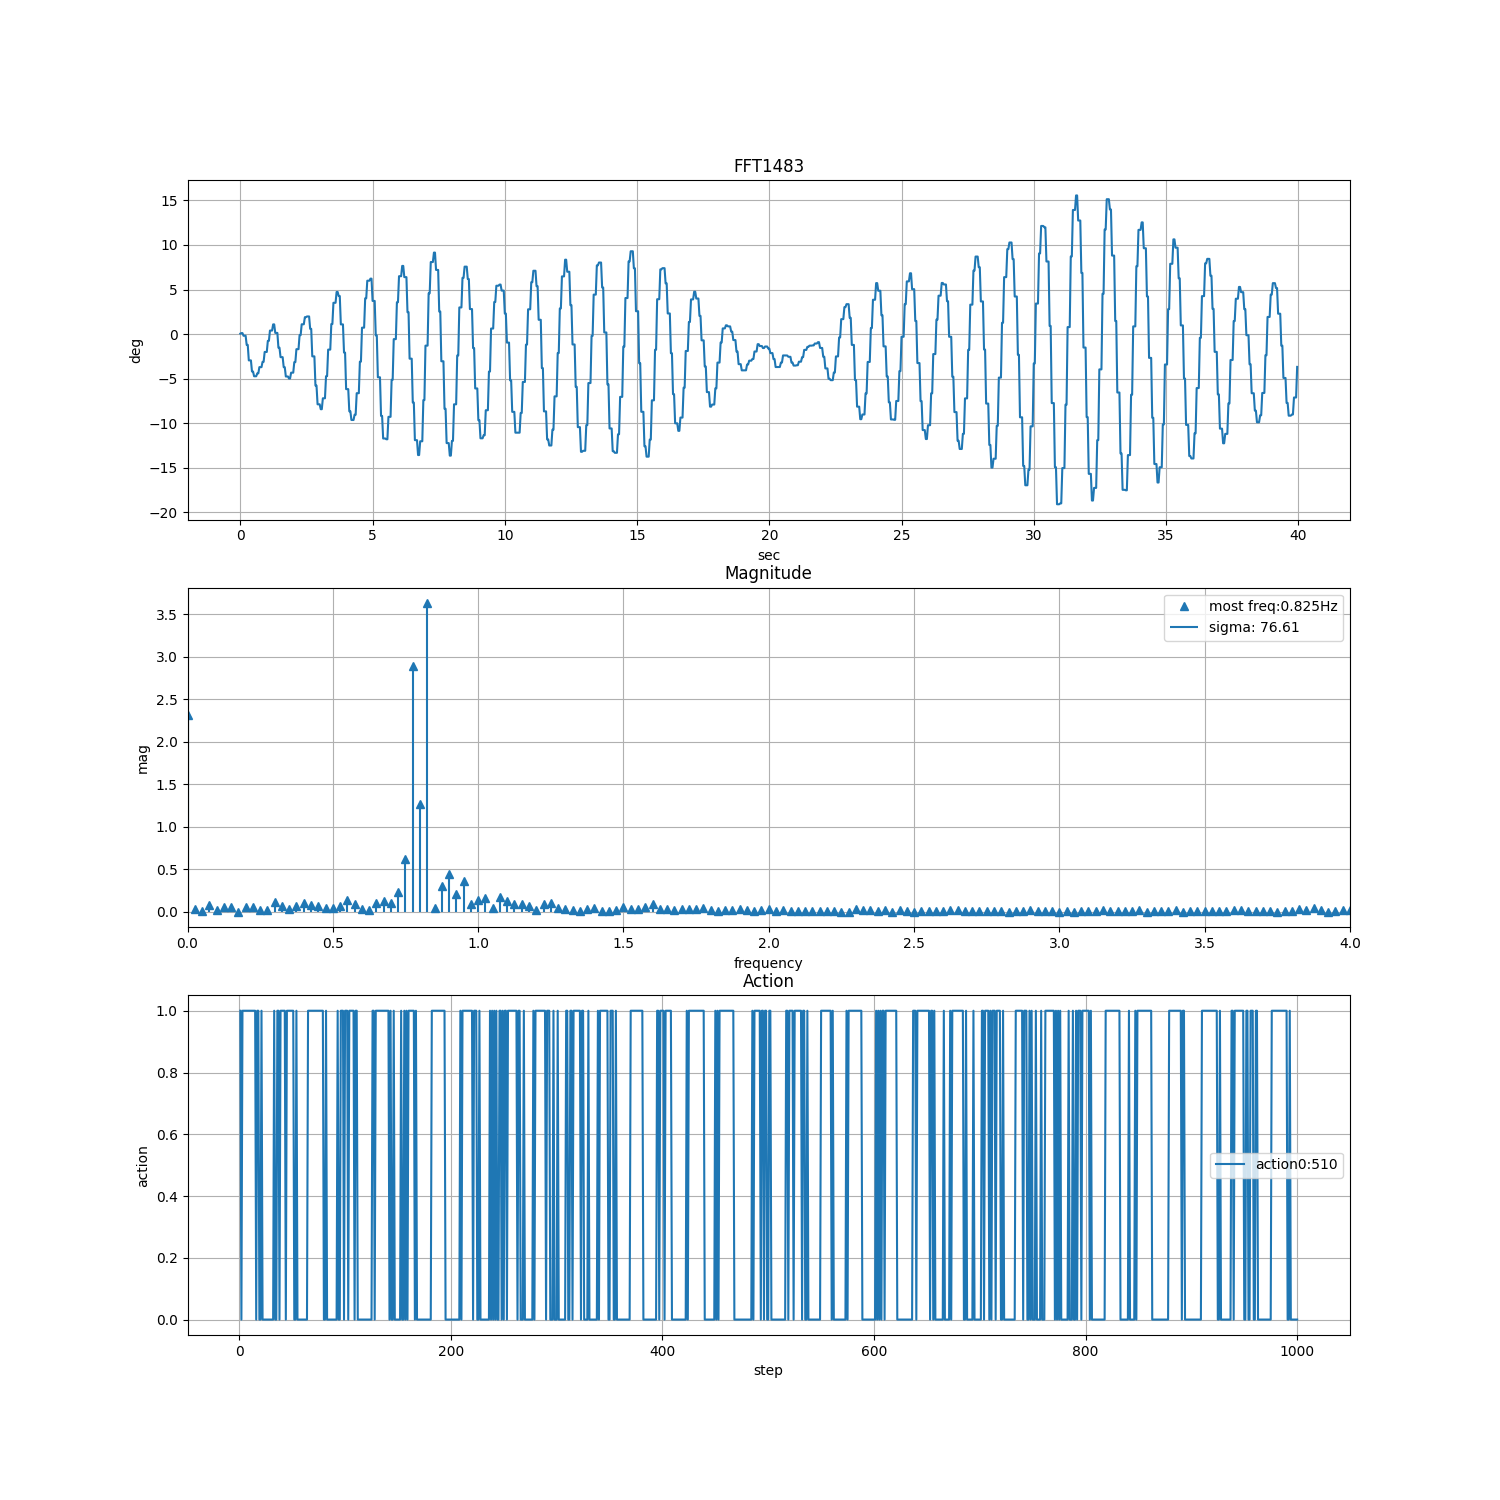 FFT1483
15
10
5
0
−5
−10
−15
−20
deg
0 5 10 15 20 25 30 35 40
sec
Magnitude
most freq:0.825Hz
sigma: 76.61
3.5
3.0
2.5
2.0
1.5
1.0
0.5
0.0
mag
0.0 0.5 1.0 1.5 2.0 2.5 3.0 3.5 4.0
frequency
Action
1.0
0.8
0.6
0.4
0.2
0.0
action
action0:510
0 200 400 600 800 1000
step